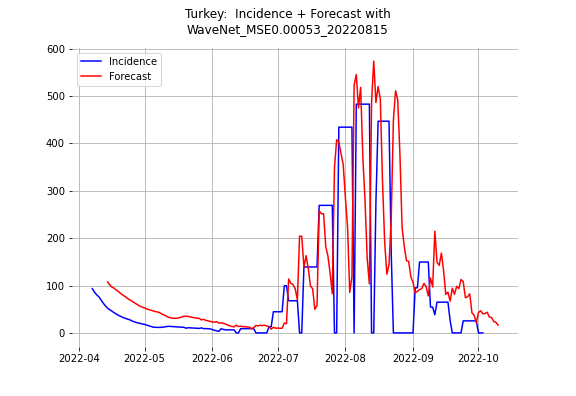 Turkey: Incidence + Forecast with
WaveNet_MSE0.00053_20220815
600
500
400
300
200
100
0
Incidence
Forecast
2022-04 2022-05 2022-06 2022-07 2022-08 2022-09 2022-10